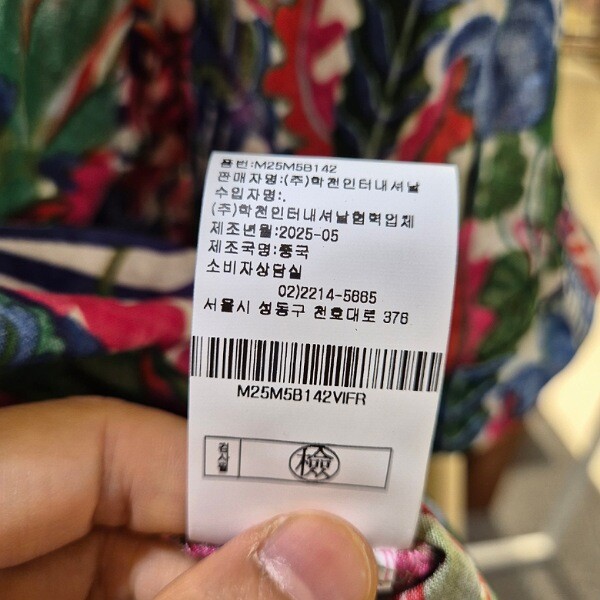 품번:M25M5B142
판매자명:(주)학천인터내셔날
수입자명:.
(주)학천인터내셔날협력업체
제조년월:2025-05
제조국명:중국
소비자상담실
02)2214-5665
서울시 성동구 천호대로 376
M25M5B142VIFR
검사필
檢